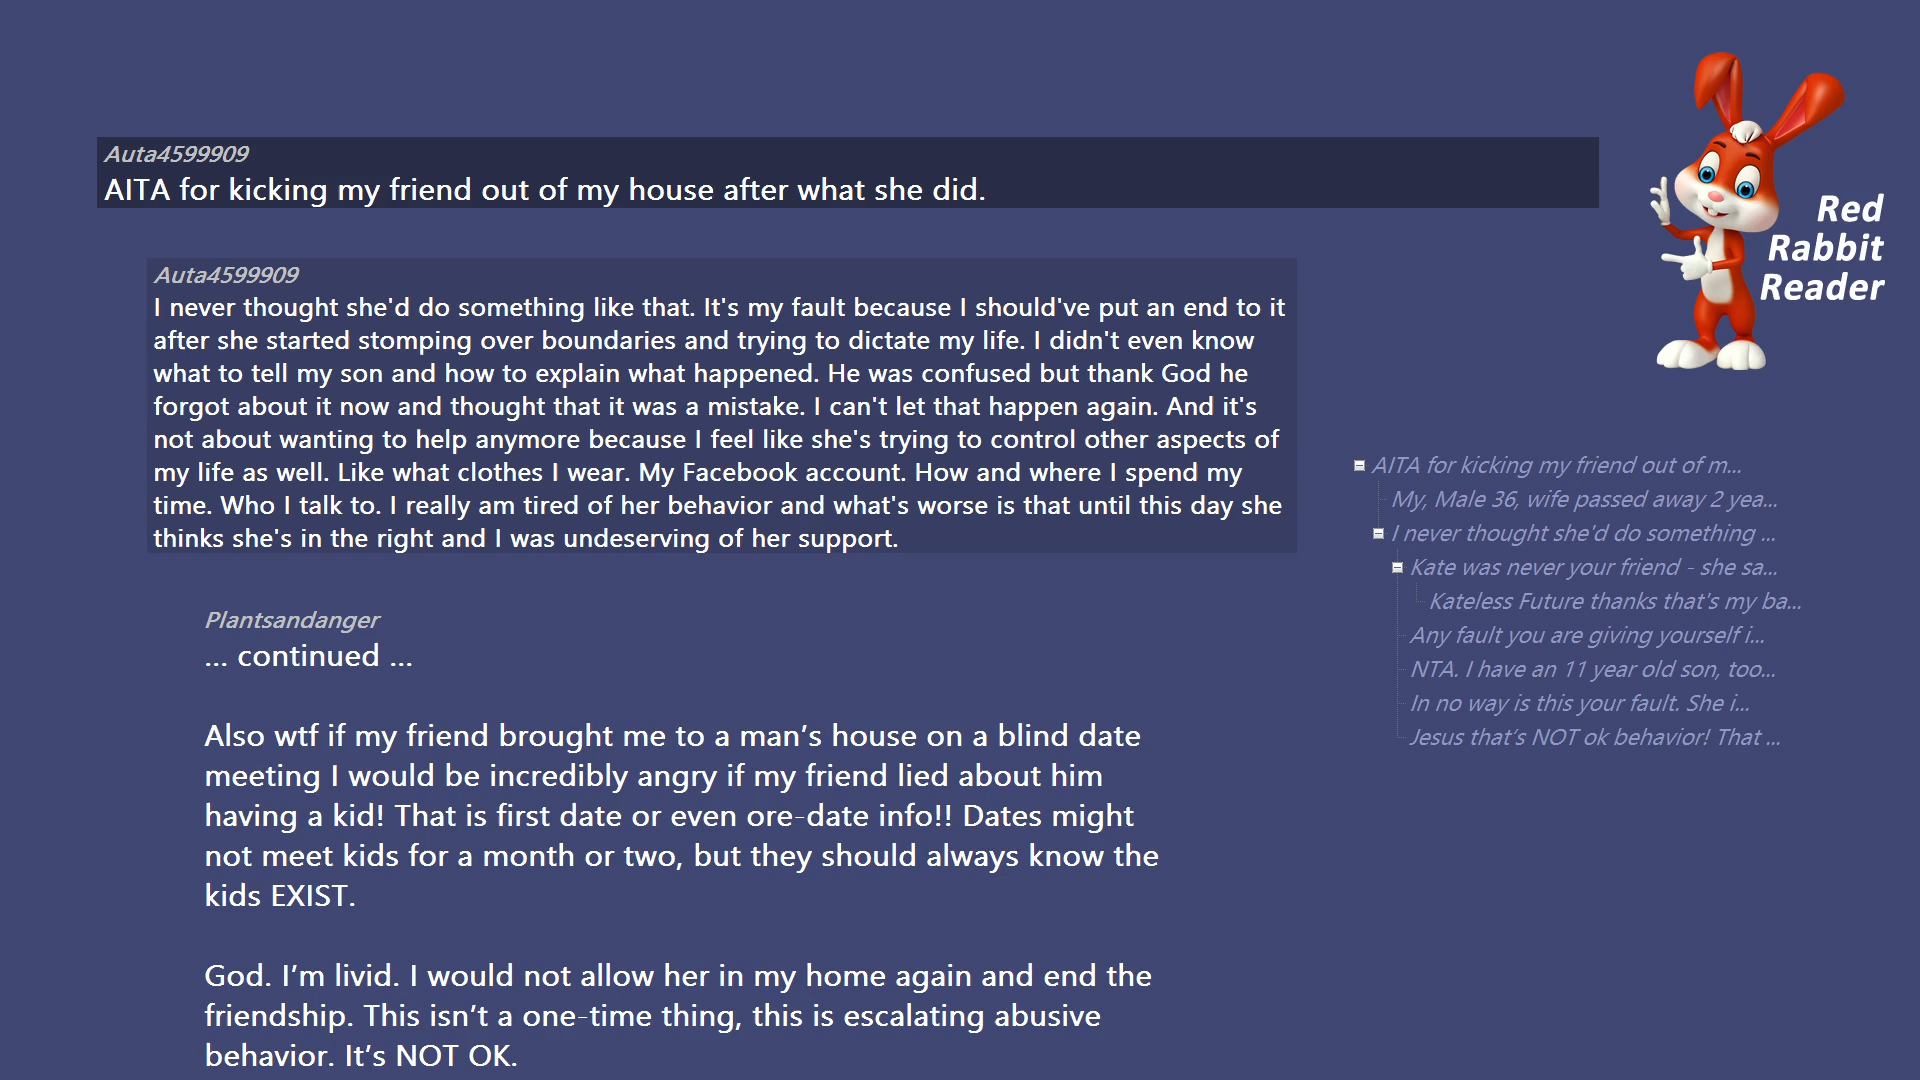 Auta4599909
AITA for kicking my friend out of my house after what she did.
Auta4599909
I never thought she'd do something like that. It's my fault because I should've put an end to it
after she started stomping over boundaries and trying to dictate my life. I didn't even know
what to tell my son and how to explain what happened. He was confused but thank God he
forgot about it now and thought that it was a mistake. I can't let that happen again. And it's
not about wanting to help anymore because I feel like she's trying to control other aspects of
my life as well. Like what clothes I wear. My Facebook account. How and where I spend my
time. Who I talk to. I really am tired of her behavior and what's worse is that until this day she
thinks she's in the right and I was undeserving of her support.
Plantsandanger
... continued ...
Also wtf if my friend brought me to a man’s house on a blind date
meeting I would be incredibly angry if my friend lied about him
having a kid! That is first date or even ore-date info!! Dates might
not meet kids for a month or two, but they should always know the
kids EXIST.
God. I’m livid. I would not allow her in my home again and end the
friendship. This isn’t a one-time thing, this is escalating abusive
behavior. It’s NOT OK.
Red
Rabbit
Reader
AITA for kicking my friend out of m...
My, Male 36, wife passed away 2 yea...
I never thought she'd do something ...
Kate was never your friend - she sa...
Kateless Future thanks that's my ba...
Any fault you are giving yourself i...
NTA. I have an 11 year old son, too...
In no way is this your fault. She i...
Jesus that’s NOT ok behavior! That ...